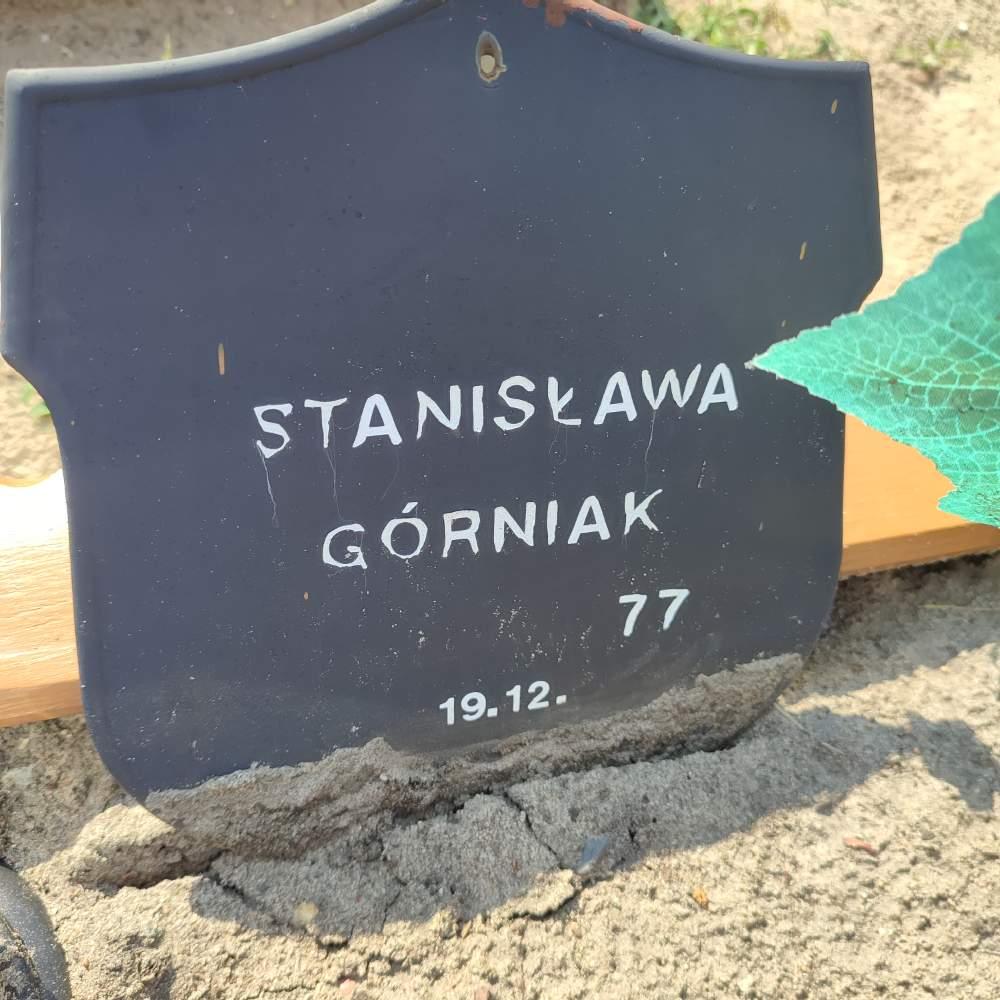 STANISŁAWA
GÓRNIAK
77
19.12.